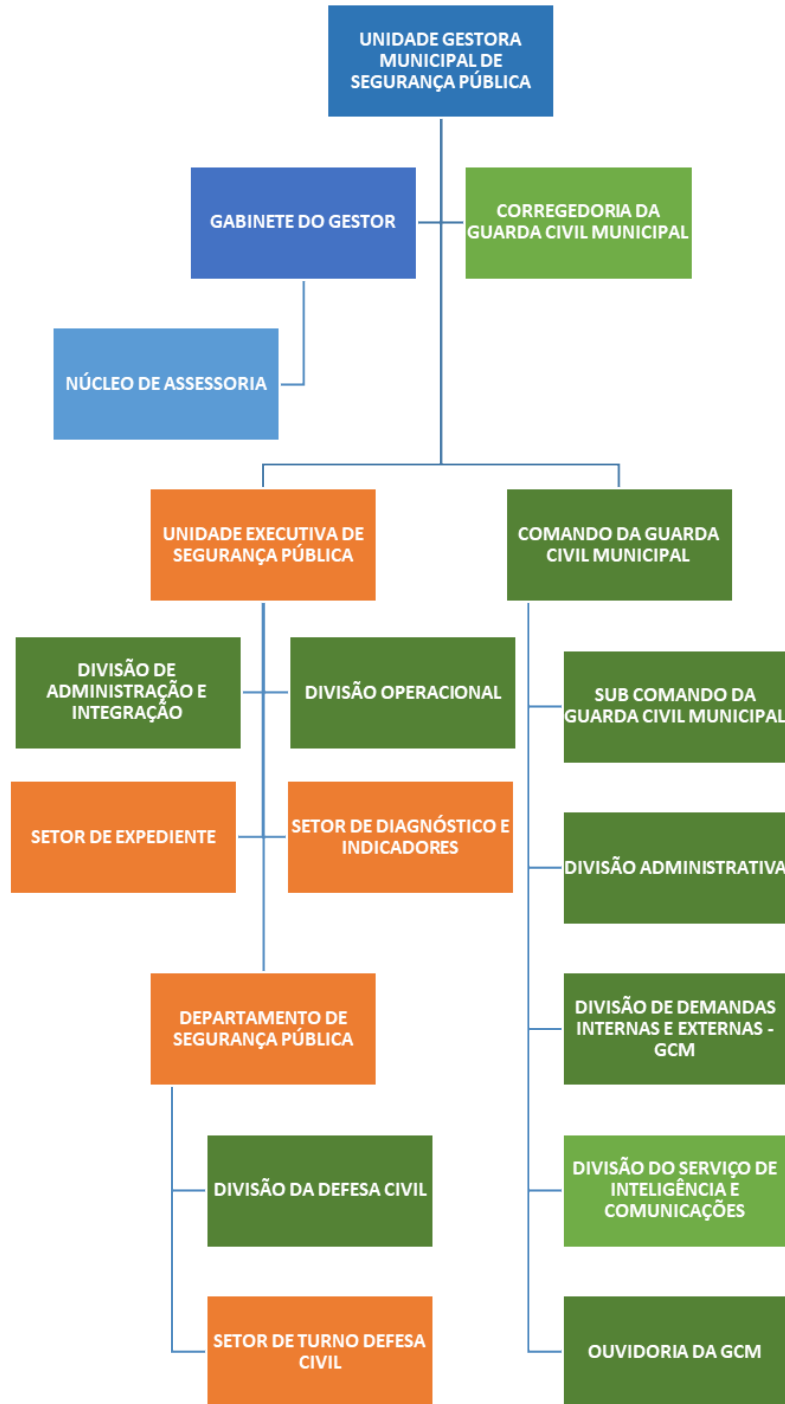 UNIDADE GESTORA
MUNICIPAL DE
SEGURANÇA PÚBLICA
GABINETE DO GESTOR
CORREGEDORIA DA
GUARDA CIVIL MUNICIPAL
NÚCLEO DE ASSESSORIA
UNIDADE EXECUTIVA DE
SEGURANÇA PÚBLICA
COMANDO DA GUARDA
CIVIL MUNICIPAL
DIVISÃO DE
ADMINISTRAÇÃO E
INTEGRAÇÃO
DIVISÃO OPERACIONAL
SUB COMANDO DA
GUARDA CIVIL MUNICIPAL
SETOR DE EXPEDIENTE
SETOR DE DIAGNÓSTICO E
INDICADORES
DIVISÃO ADMINISTRATIVA
DEPARTAMENTO DE
SEGURANÇA PÚBLICA
DIVISÃO DE DEMANDAS
INTERNAS E EXTERNAS -
GCM
DIVISÃO DA DEFESA CIVIL
DIVISÃO DO SERVIÇO DE
INTELIGÊNCIA E
COMUNICAÇÕES
SETOR DE TURNO DEFESA
CIVIL
OUVIDORIA DA GCM